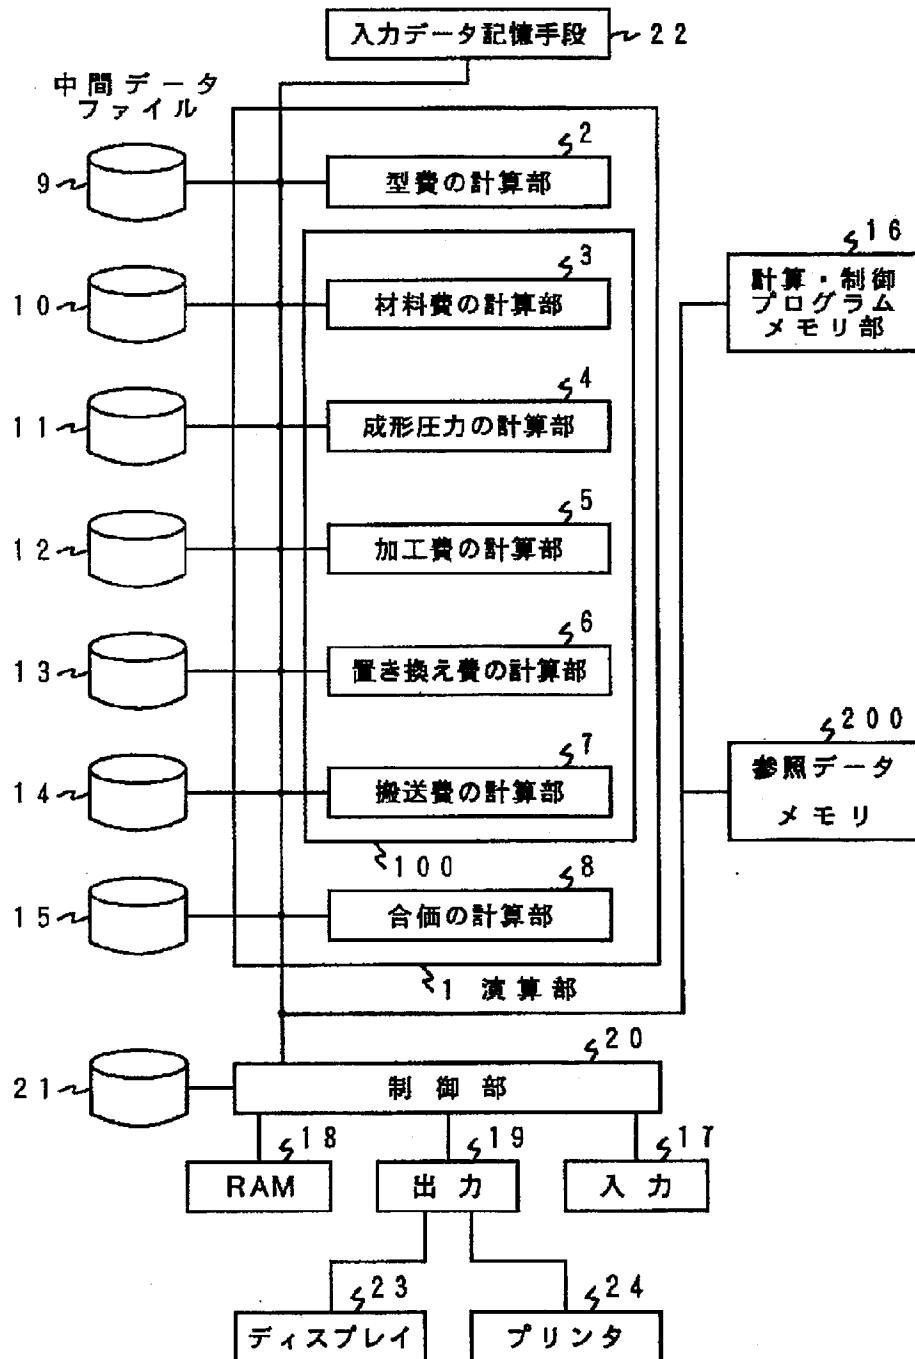 入力データ記憶手段
22
中間データ
ファイル
2
9
型費の計算部
16
3
計算・制御
プログラム
メモリ部
10
材料費の計算部
4
11
成形圧力の計算部
5
12
加工費の計算部
6
13
置き換え費の計算部
200
7
参照データ
メモリ
14
搬送費の計算部
100
8
15
合価の計算部
1 演算部
20
21
制御部
18
19
17
RAM
出力
入力
23
24
ディスプレイ
プリンタ